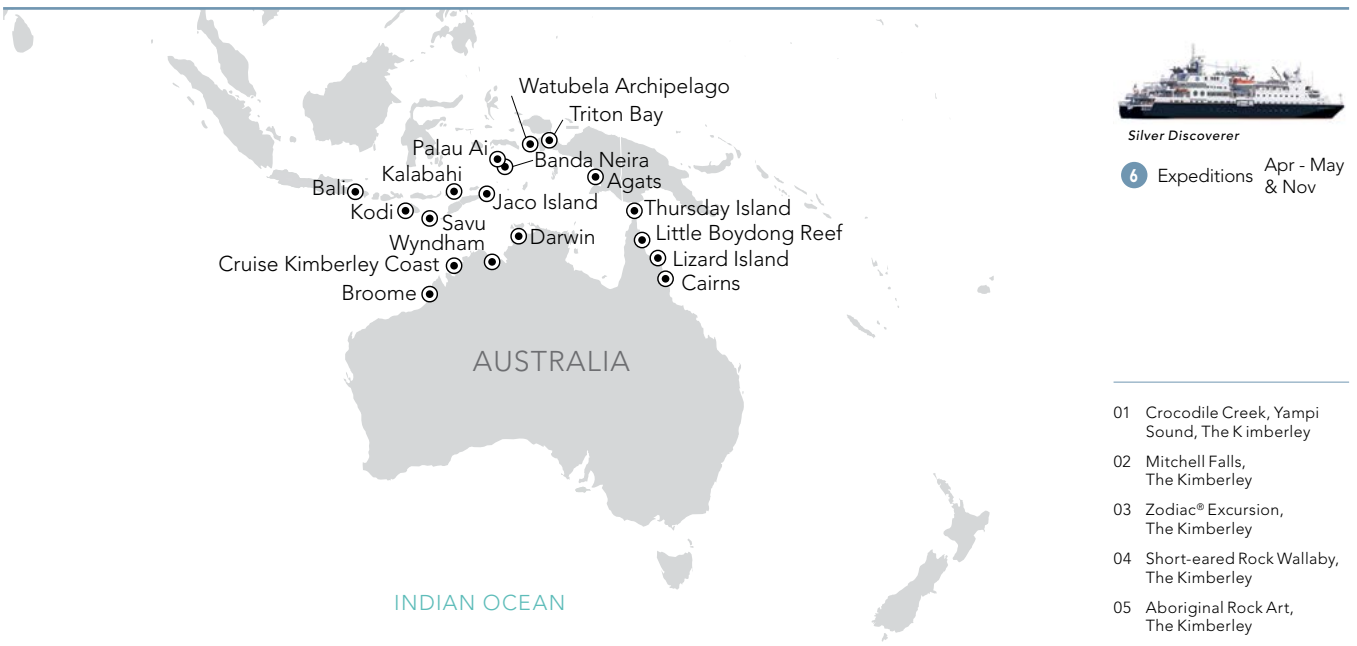 Watubela Archipelago
Triton Bay
Palau Ai
Banda Neira
Kalabahi
Agats
Bali
Jaco Island
Kodi
Thursday Island
Savu
Little Boydong Reef
Wyndham
Darwin
Lizard Island
Cruise Kimberley Coast
Cairns
Broome
AUSTRALIA
INDIAN OCEAN
Silver Discoverer
6 Expeditions Apr - May
& Nov
01 Crocodile Creek, Yampi
Sound, The K imberley
02 Mitchell Falls,
The Kimberley
03 Zodiac® Excursion,
The Kimberley
04 Short-eared Rock Wallaby,
The Kimberley
05 Aboriginal Rock Art,
The Kimberley